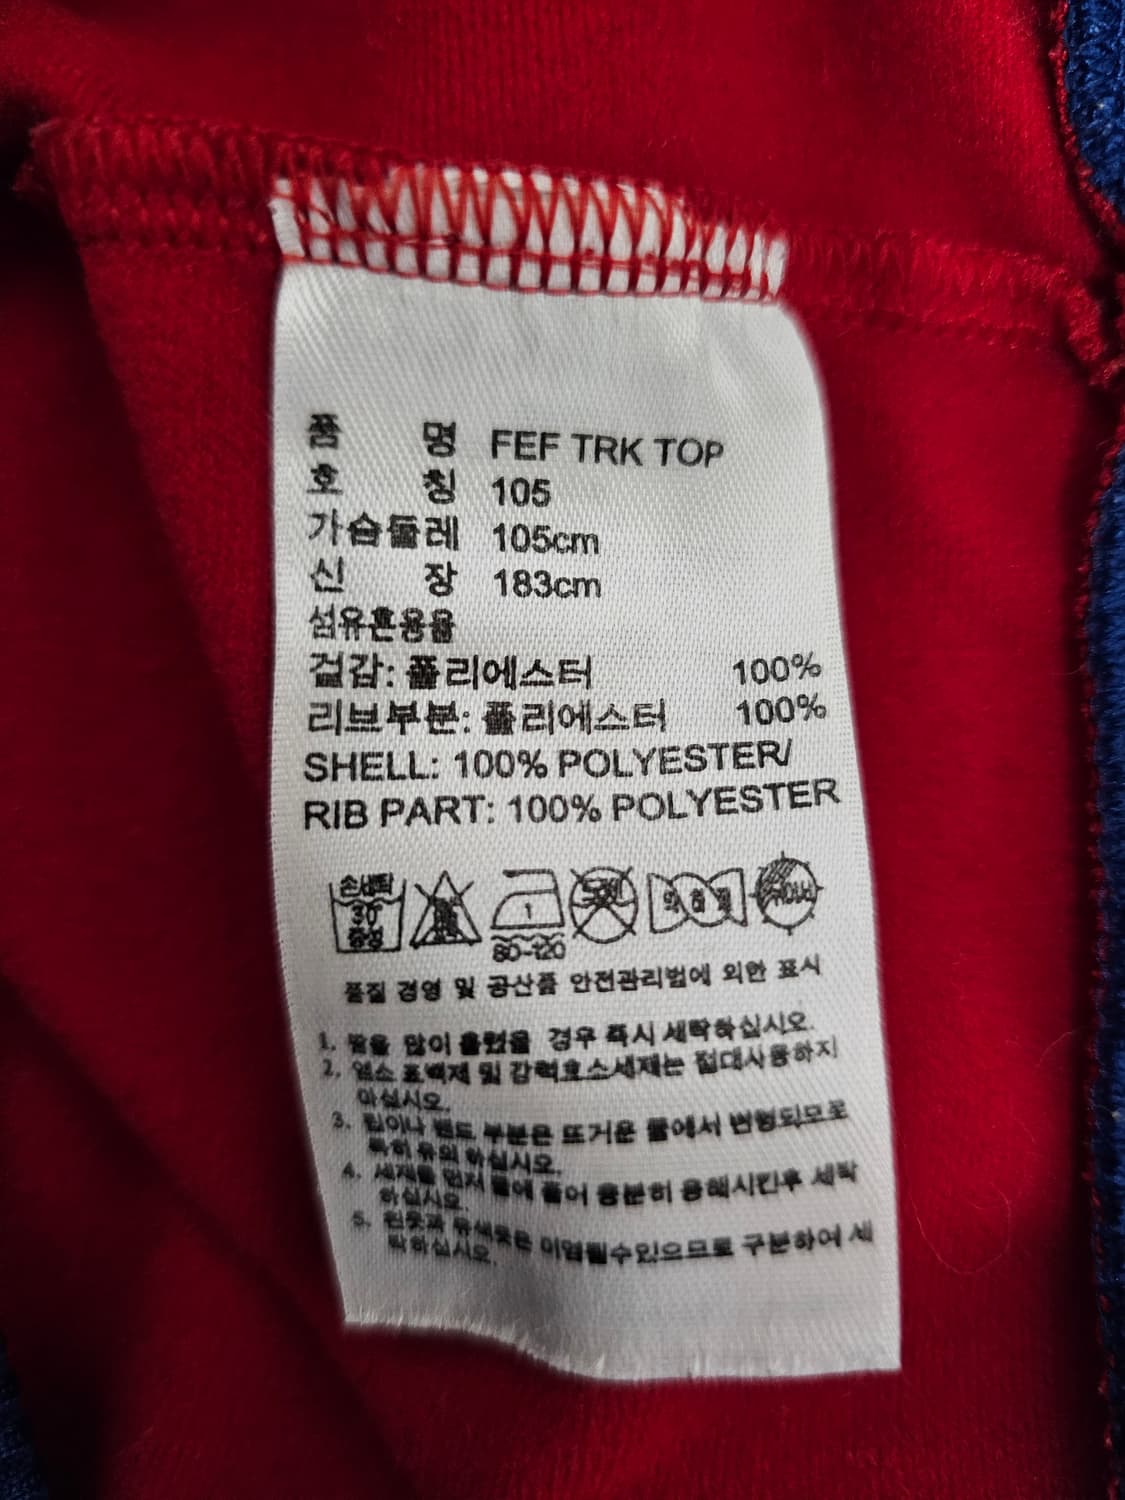 품 명 FEF TRK TOP
호 칭 105
가슴둘레 105cm
신 장 183cm
섬유혼용율
겉감: 폴리에스터 100%
리브부분: 폴리에스터 100%
SHELL: 100% POLYESTER/
RIB PART: 100% POLYESTER
손세탁
30°
중성
1
80~120
품질 경영 및 공산품 안전관리법에 의한 표시
1. 땀을 많이 흘렸을 경우 즉시 세탁하십시오.
2. 염소 표백제 및 강력효소세제는 절대사용하지
마십시오.
3. 립이나 밴드 부분은 뜨거운 물에서 변형되므로
특히 유의 하십시오.
4. 세제를 먼저 물에 풀어 충분히 용해시킨후 세탁
하십시오.
5. 흰옷과 유색옷은 이염될수있으므로 구분하여 세
탁하십시오.